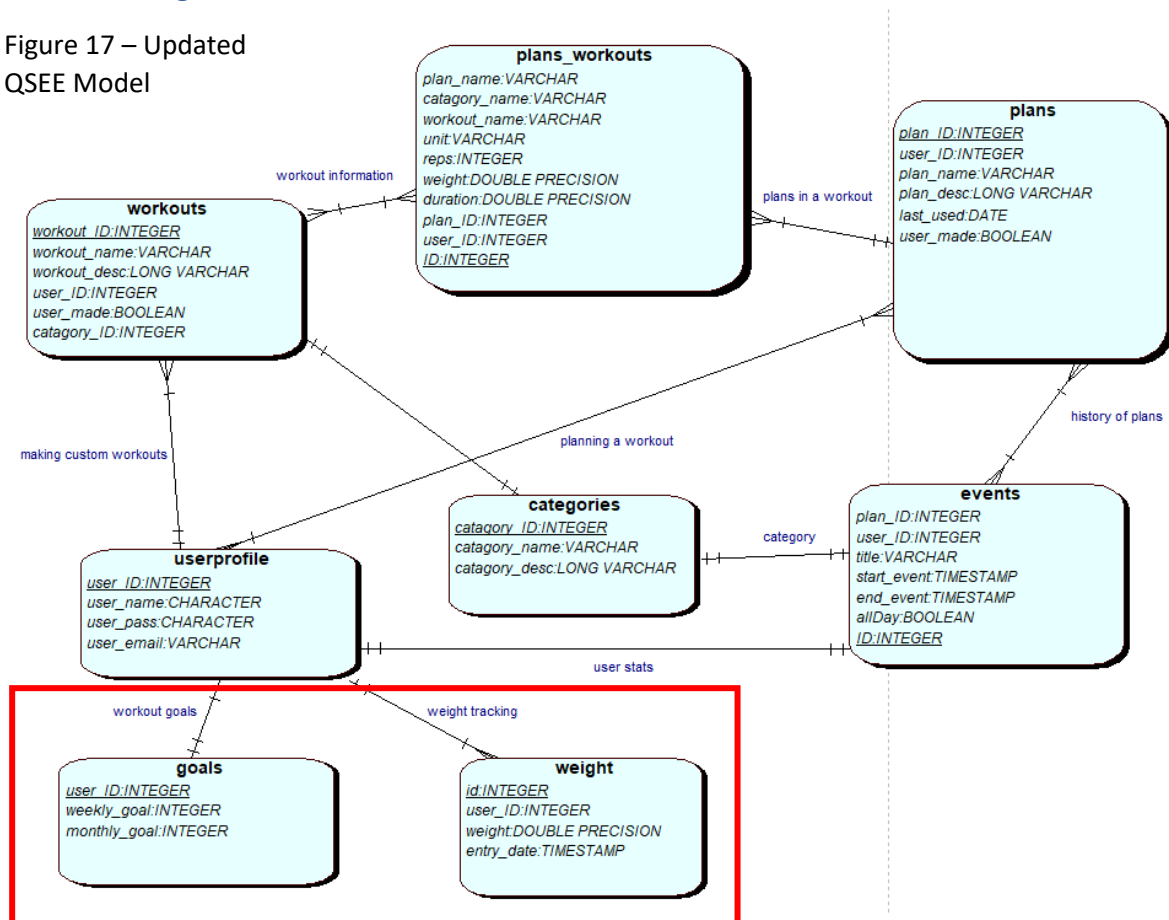 Figure 17 – Updated
QSEE Model
plans_workouts
plan_name:VARCHAR
catagory_name:VARCHAR
workout_name:VARCHAR
unit:VARCHAR
reps:INTEGER
weight:DOUBLE PRECISION
duration:DOUBLE PRECISION
plan_ID:INTEGER
user_ID:INTEGER
ID:INTEGER
plans
plan_ID:INTEGER
user_ID:INTEGER
plan_name:VARCHAR
plan_desc:LONG VARCHAR
last_used:DATE
user_made:BOOLEAN
workout information
plans in a workout
workouts
workout_ID:INTEGER
workout_name:VARCHAR
workout_desc:LONG VARCHAR
user_ID:INTEGER
user_made:BOOLEAN
catagory_ID:INTEGER
history of plans
making custom workouts
planning a workout
categories
catagory_ID:INTEGER
catagory_name:VARCHAR
catagory_desc:LONG VARCHAR
category
events
plan_ID:INTEGER
user_ID:INTEGER
title:VARCHAR
start_event:TIMESTAMP
end_event:TIMESTAMP
allDay:BOOLEAN
ID:INTEGER
userprofile
user_ID:INTEGER
user_name:CHARACTER
user_pass:CHARACTER
user_email:VARCHAR
user stats
workout goals
weight tracking
goals
user_ID:INTEGER
weekly_goal:INTEGER
monthly_goal:INTEGER
weight
id:INTEGER
user_ID:INTEGER
weight:DOUBLE PRECISION
entry_date:TIMESTAMP